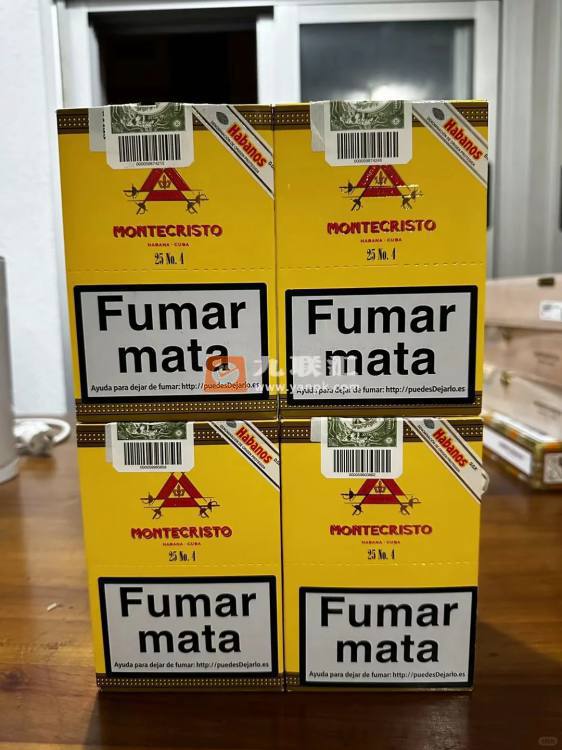 Habanos
MONTECRISTO
HABANA - CUBA
25 No. 4
Fumar
mata
Ayuda para dejar de fumar: http://puedesDejarlo.es
Habanos
MONTECRISTO
HABANA - CUBA
25 No. 4
Fumar
mata
Ayuda para dejar de fumar: http://puedesDejarlo.es
九联汇
Habanos
MONTECRISTO
HABANA - CUBA
25 No. 4
Fumar
mata
Ayuda para dejar de fumar: http://puedesDejarlo.es
Habanos
MONTECRISTO
HABANA - CUBA
25 No. 4
Fumar
mata
Ayuda para dejar de fumar: http://puedesDejarlo.es